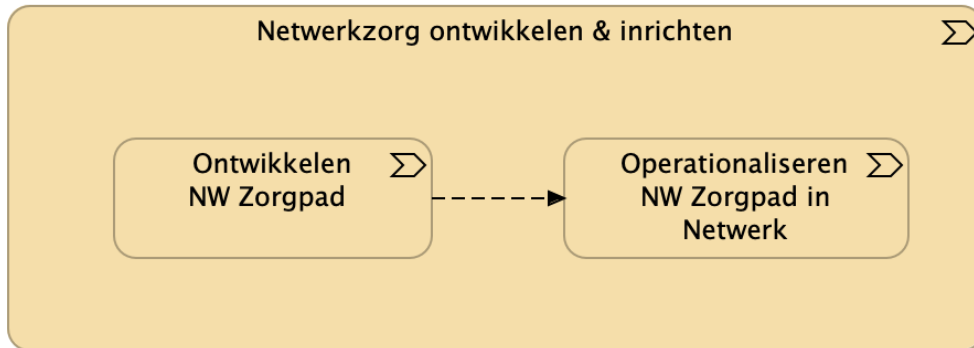 Netwerkzorg ontwikkelen & inrichten
Ontwikkelen
NW Zorgpad
Operationaliseren
NW Zorgpad in
Netwerk